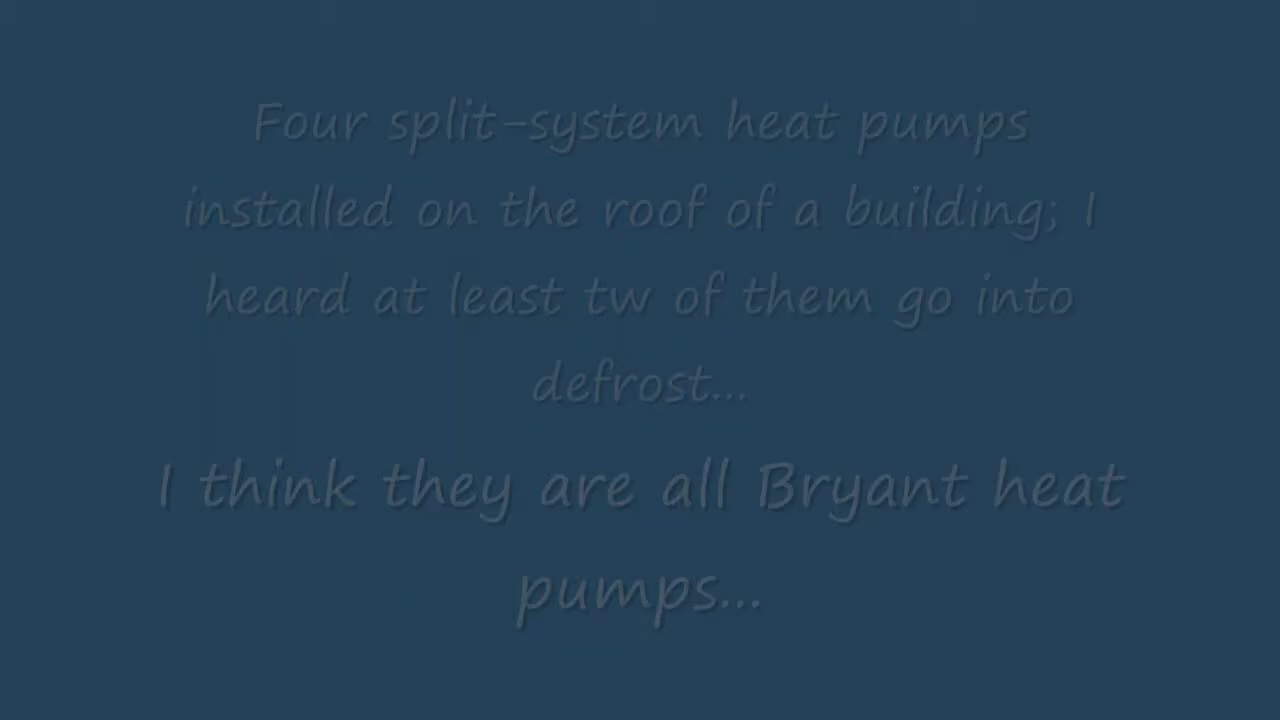 Four split-system heat pumps
installed on the roof of a building; I
heard at least tw of them go into
defrost...
I think they are all Bryant heat
pumps...